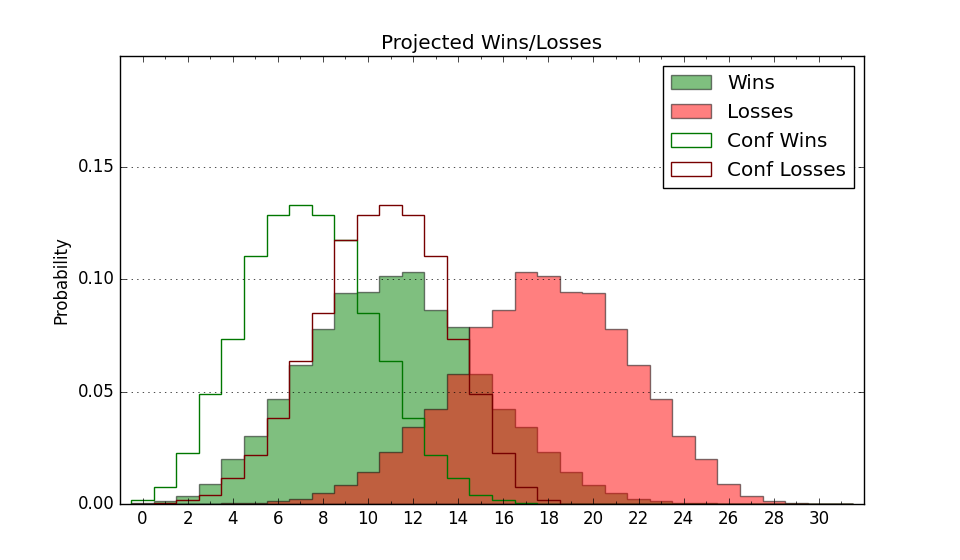 Projected Wins/Losses
Wins
Losses
Conf Wins
Conf Losses
Probability
0.15
0.10
0.05
0.00
0 2 4 6 8 10 12 14 16 18 20 22 24 26 28 30